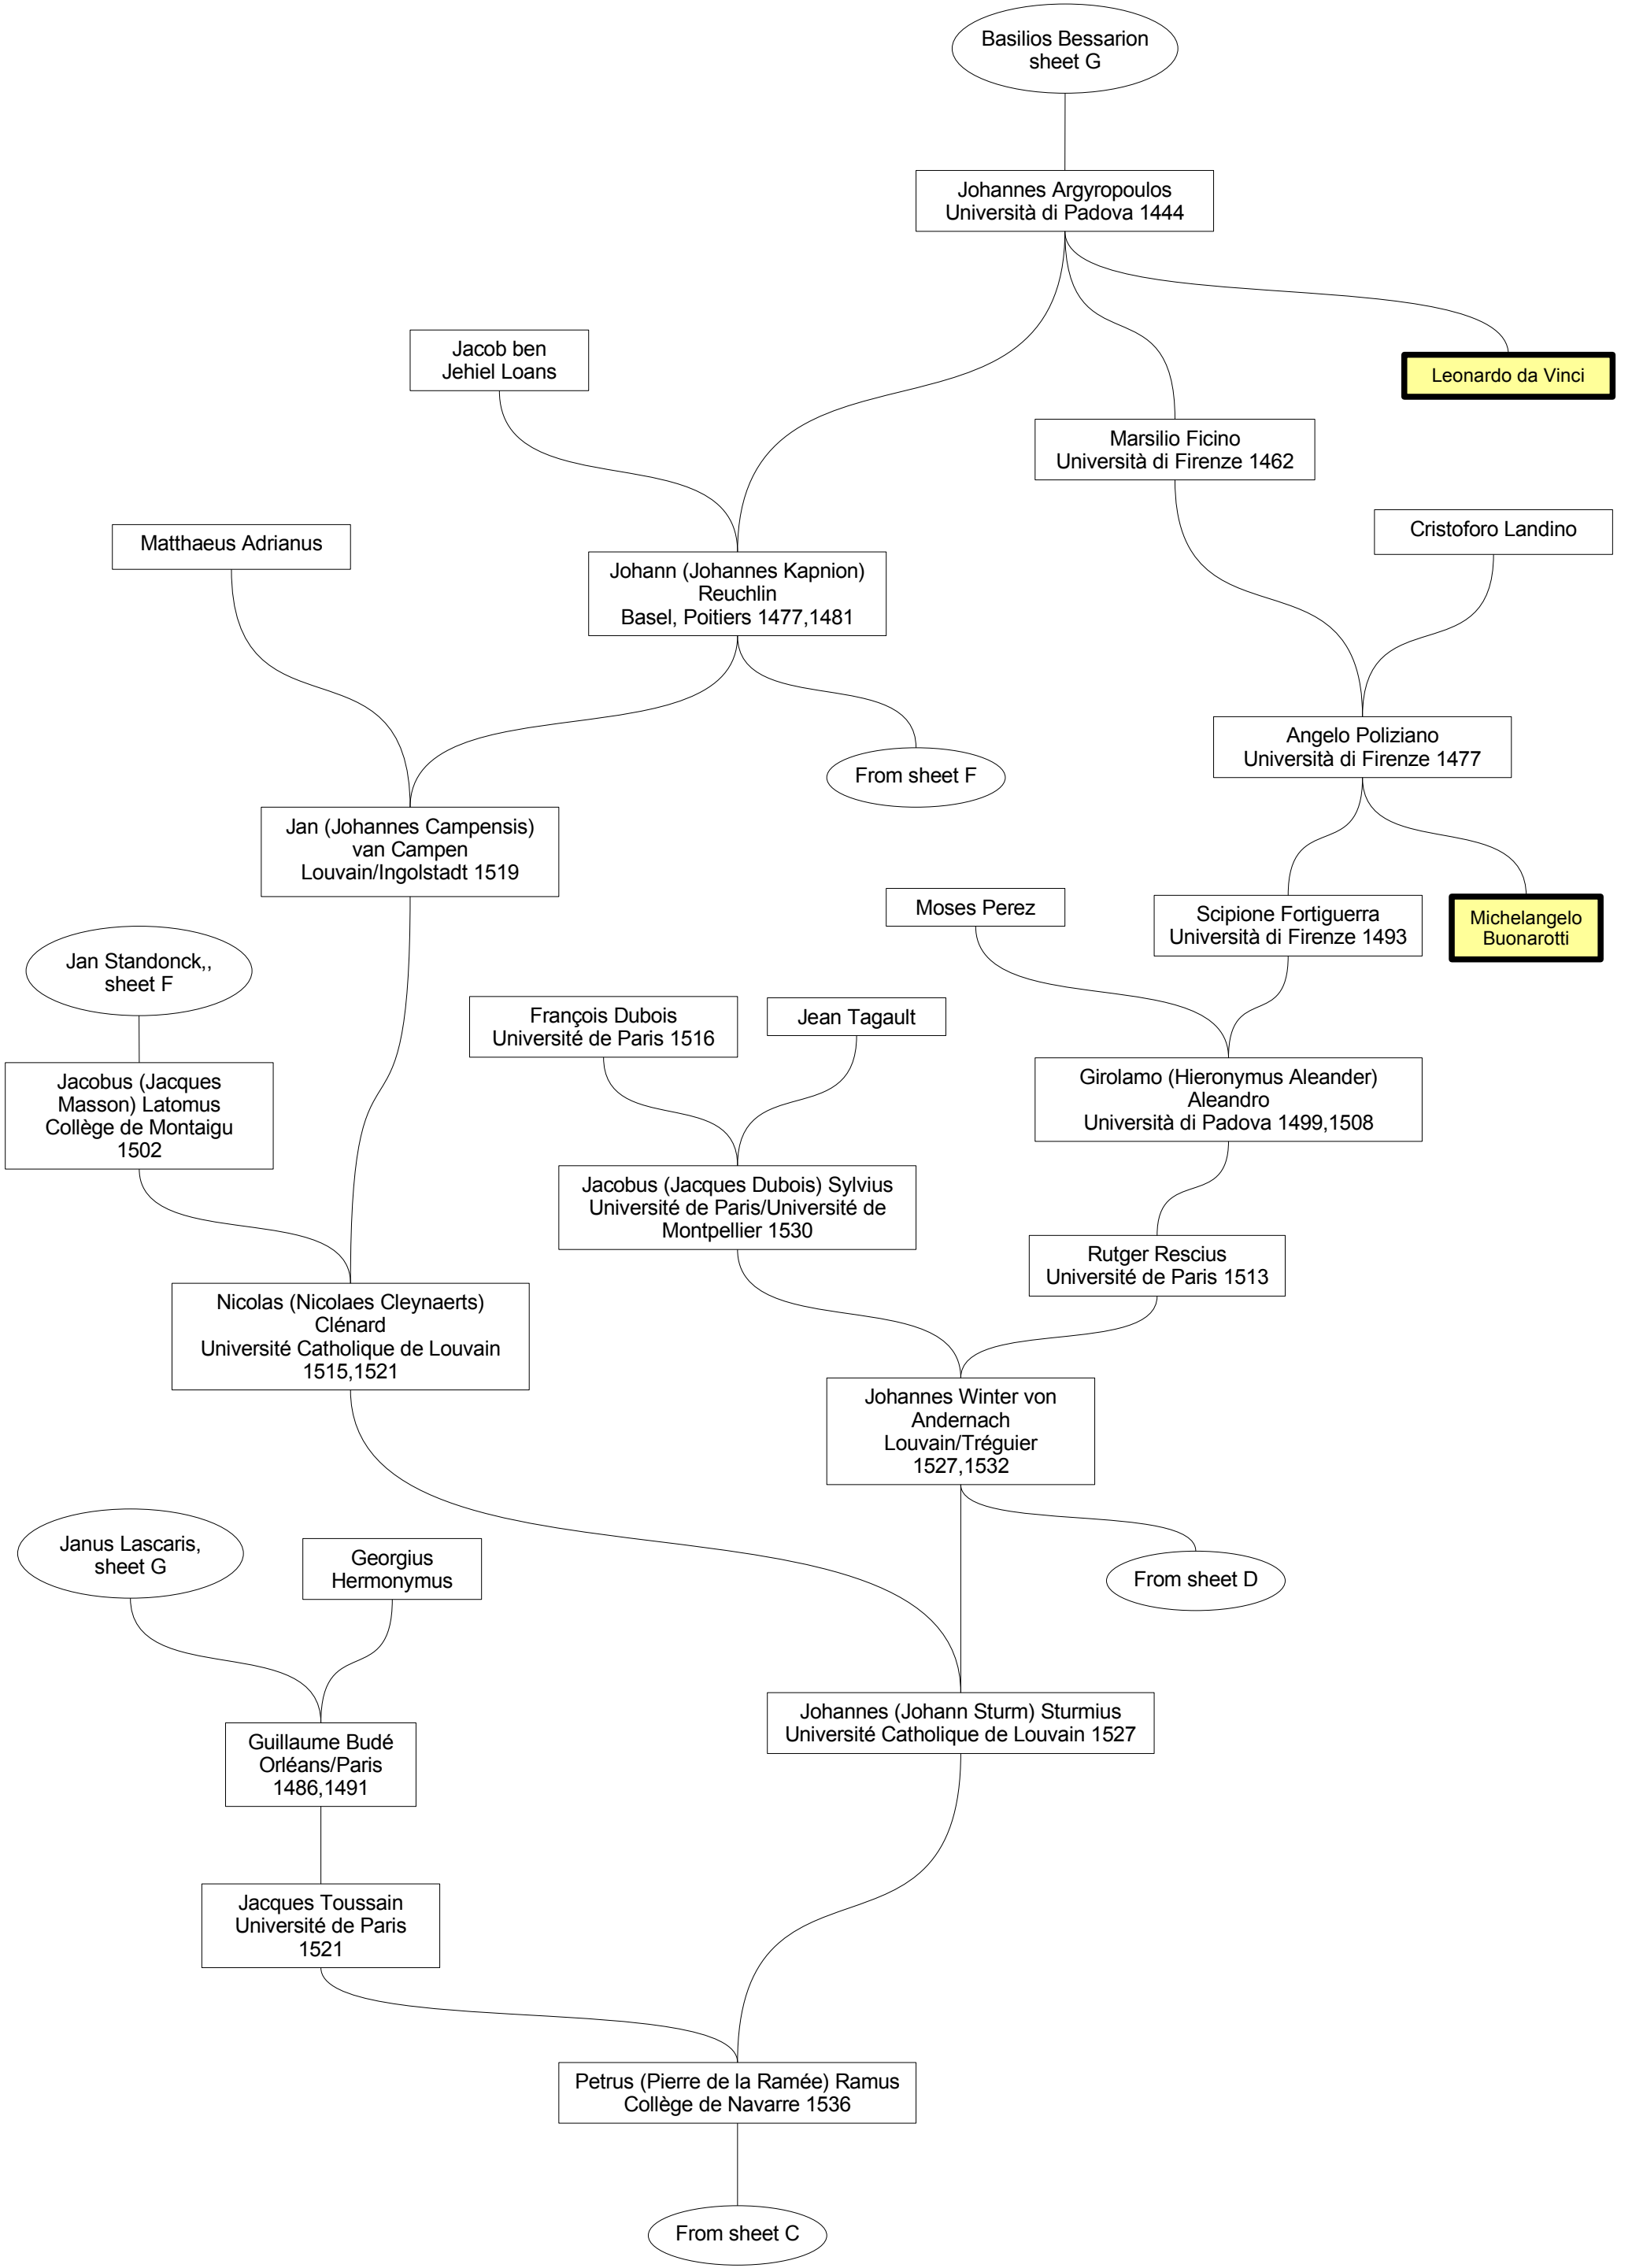 Basilios Bessarion
sheet G
Johannes Argyropoulos
Università di Padova 1444
Jacob ben
Jehiel Loans
Leonardo da Vinci
Marsilio Ficino
Università di Firenze 1462
Matthaeus Adrianus
Cristoforo Landino
Johann (Johannes Kapnion)
Reuchlin
Basel, Poitiers 1477,1481
Angelo Poliziano
Università di Firenze 1477
From sheet F
Jan (Johannes Campensis)
van Campen
Louvain/Ingolstadt 1519
Moses Perez
Scipione Fortiguerra
Università di Firenze 1493
Michelangelo
Buonarotti
Jan Standonck,,
sheet F
François Dubois
Université de Paris 1516
Jean Tagault
Jacobus (Jacques
Masson) Latomus
Collège de Montaigu
1502
Girolamo (Hieronymus Aleander)
Aleandro
Università di Padova 1499,1508
Jacobus (Jacques Dubois) Sylvius
Université de Paris/Université de
Montpellier 1530
Rutger Rescius
Université de Paris 1513
Nicolas (Nicolaes Cleynaerts)
Clénard
Université Catholique de Louvain
1515,1521
Johannes Winter von
Andernach
Louvain/Tréguier
1527,1532
Janus Lascaris,
sheet G
Georgius
Hermonymus
From sheet D
Johannes (Johann Sturm) Sturmius
Université Catholique de Louvain 1527
Guillaume Budé
Orléans/Paris
1486,1491
Jacques Toussain
Université de Paris
1521
Petrus (Pierre de la Ramée) Ramus
Collège de Navarre 1536
From sheet C